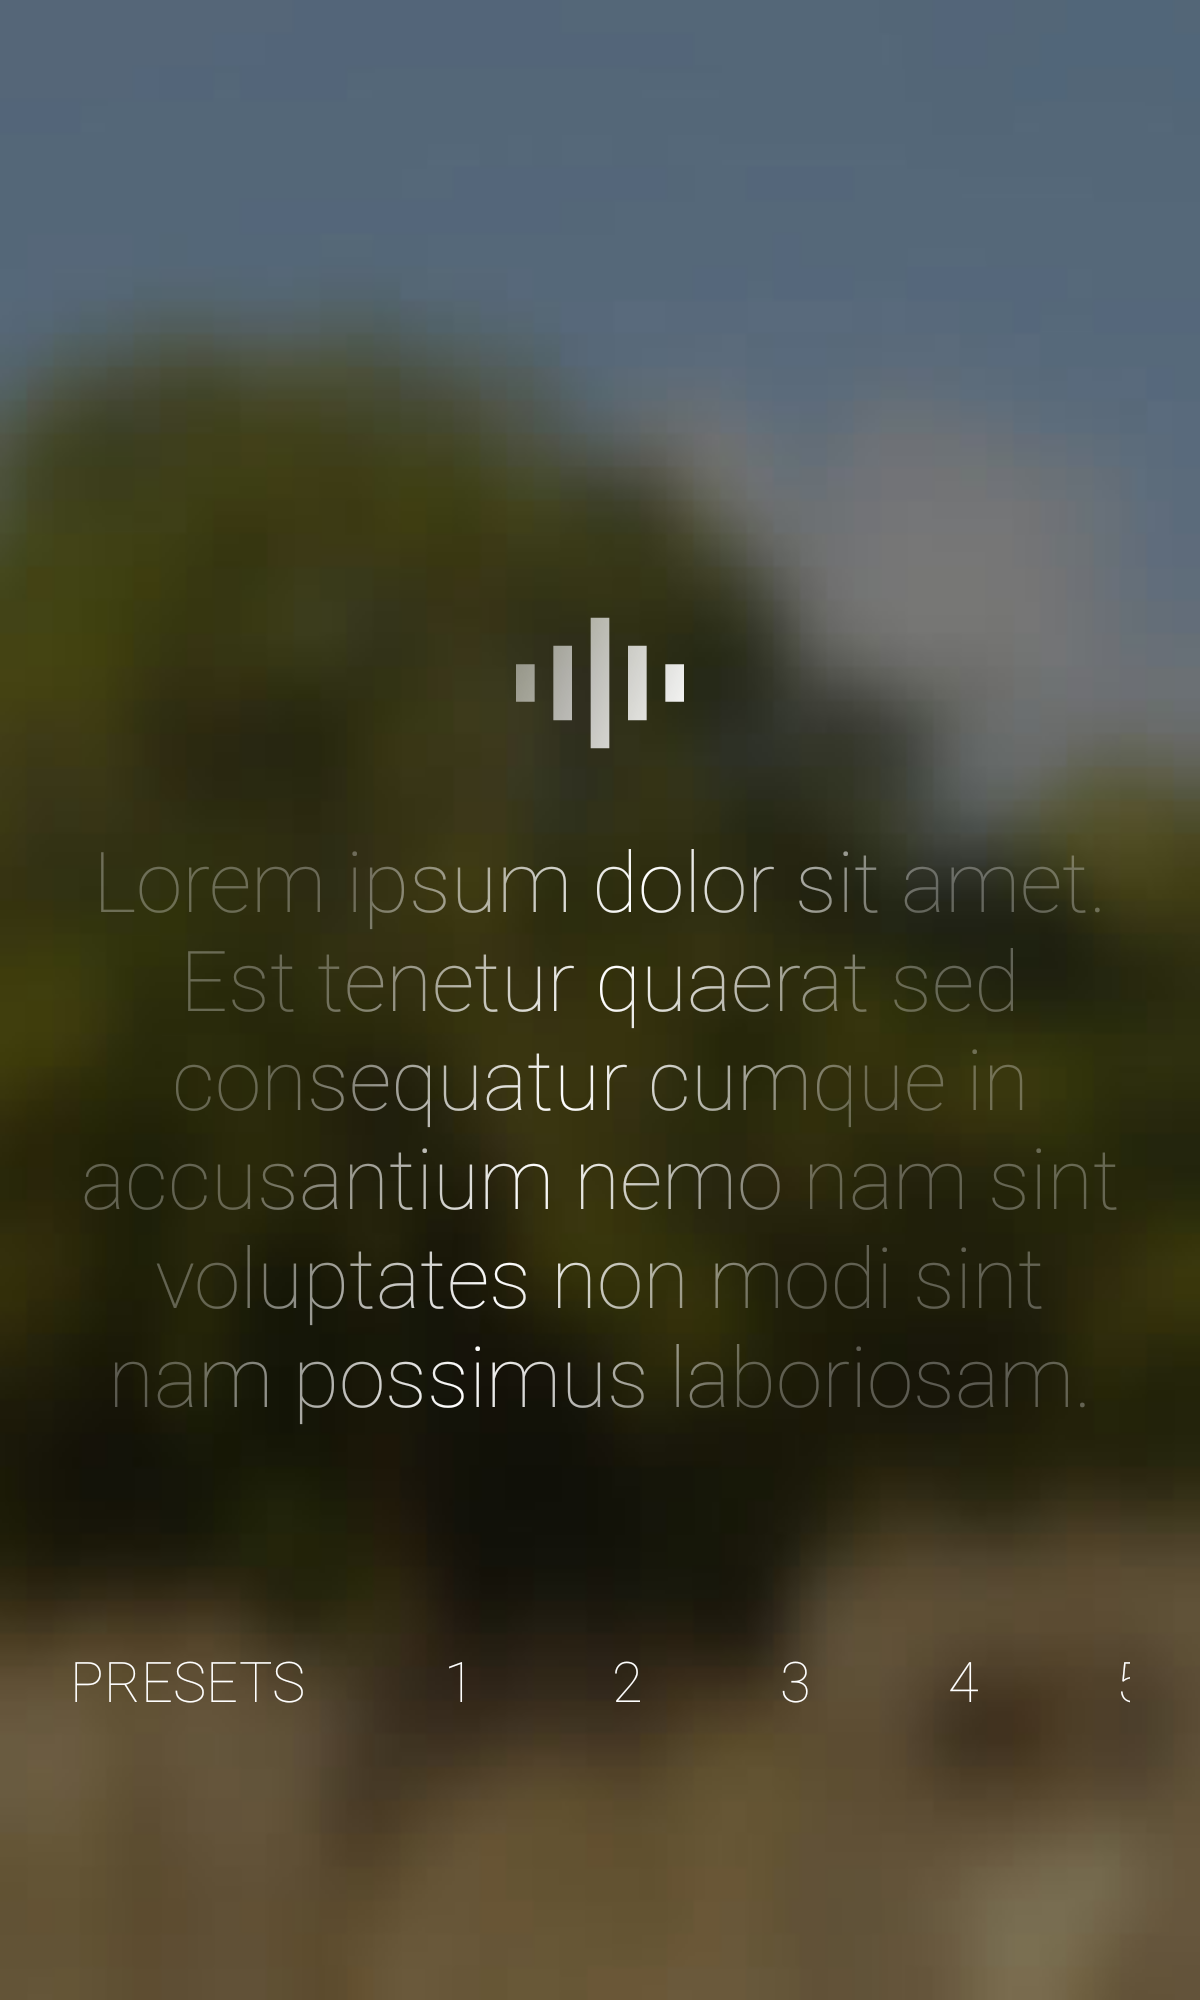 Lorem ipsum dolor sit amet.
Est tenetur quaerat sed
consequatur cumque in
accusantium nemo nam sint
voluptates non modi sint
nam possimus laboriosam.
PRESETS 1 2 3 4 5